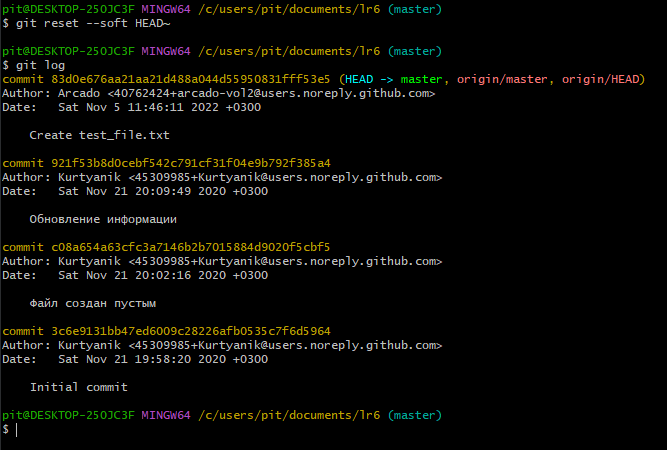 pit@DESKTOP-25OJC3F MINGW64 /c/users/pit/documents/lr6 (master)
$ git reset --soft HEAD~
pit@DESKTOP-25OJC3F MINGW64 /c/users/pit/documents/lr6 (master)
$ git log
commit 83d0e676aa21aa21d488a044d55950831fff53e5 (HEAD -> master, origin/master, origin/HEAD)
Author: Arcado <40762424+arcado-vol2@users.noreply.github.com>
Date:   Sat Nov 5 11:46:11 2022 +0300
    Create test_file.txt
commit 921f53b8d0cebf542c791cf31f04e9b792f385a4
Author: Kurtyanik <45309985+Kurtyanik@users.noreply.github.com>
Date:   Sat Nov 21 20:09:49 2020 +0300
    Обновление информации
commit c08a654a63cfc3a7146b2b7015884d9020f5cbf5
Author: Kurtyanik <45309985+Kurtyanik@users.noreply.github.com>
Date:   Sat Nov 21 20:02:16 2020 +0300
    Файл создан пустым
commit 3c6e9131bb47ed6009c28226afb0535c7f6d5964
Author: Kurtyanik <45309985+Kurtyanik@users.noreply.github.com>
Date:   Sat Nov 21 19:58:20 2020 +0300
    Initial commit
pit@DESKTOP-25OJC3F MINGW64 /c/users/pit/documents/lr6 (master)
$